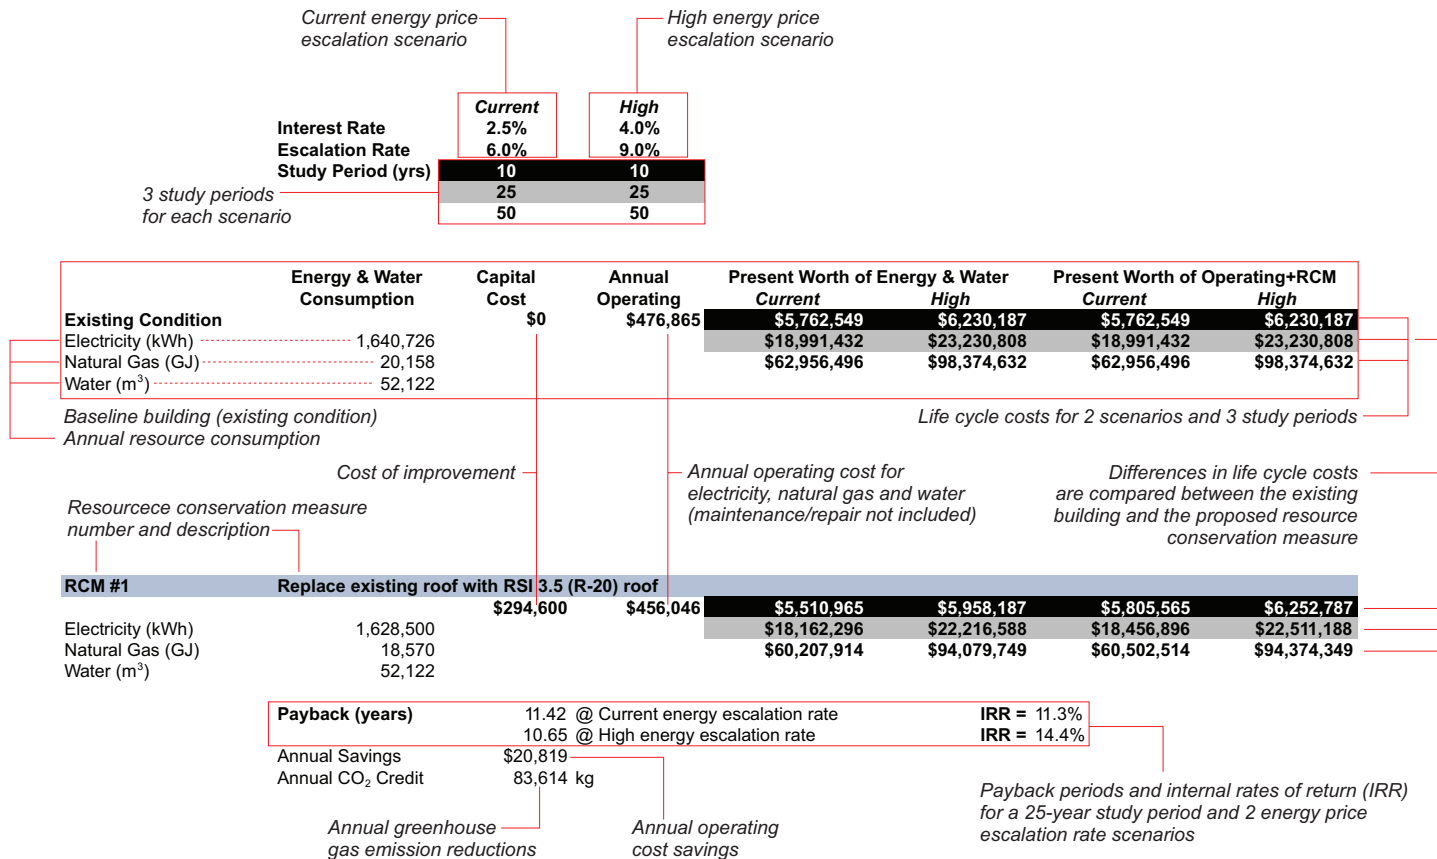 Current energy price
escalation scenario
High energy price
escalation scenario
Current High
Interest Rate 2.5% 4.0%
Escalation Rate 6.0% 9.0%
Study Period (yrs) 10 10
25 25
50 50
3 study periods
for each scenario
Energy & Water Capital Annual Present Worth of Energy & Water Present Worth of Operating+RCM
Consumption Cost Operating Current High Current High
Existing Condition $0 $476,865 $5,762,549 $6,230,187 $5,762,549 $6,230,187
Electricity (kWh) 1,640,726 $18,991,432 $23,230,808 $18,991,432 $23,230,808
Natural Gas (GJ) 20,158 $62,956,496 $98,374,632 $62,956,496 $98,374,632
Water (m³) 52,122
Baseline building (existing condition)
Annual resource consumption
Life cycle costs for 2 scenarios and 3 study periods
Cost of improvement
Annual operating cost for
electricity, natural gas and water
(maintenance/repair not included)
Differences in life cycle costs
are compared between the existing
building and the proposed resource
conservation measure
Resourcece conservation measure
number and description
RCM #1 Replace existing roof with RSI 3.5 (R-20) roof
$294,600 $456,046 $5,510,965 $5,958,187 $5,805,565 $6,252,787
Electricity (kWh) 1,628,500 $18,162,296 $22,216,588 $18,456,896 $22,511,188
Natural Gas (GJ) 18,570 $60,207,914 $94,079,749 $60,502,514 $94,374,349
Water (m³) 52,122
Payback (years) 11.42 @ Current energy escalation rate IRR = 11.3%
10.65 @ High energy escalation rate IRR = 14.4%
Annual Savings $20,819
Annual CO₂ Credit 83,614 kg
Payback periods and internal rates of return (IRR)
for a 25-year study period and 2 energy price
escalation rate scenarios
Annual greenhouse
gas emission reductions
Annual operating
cost savings